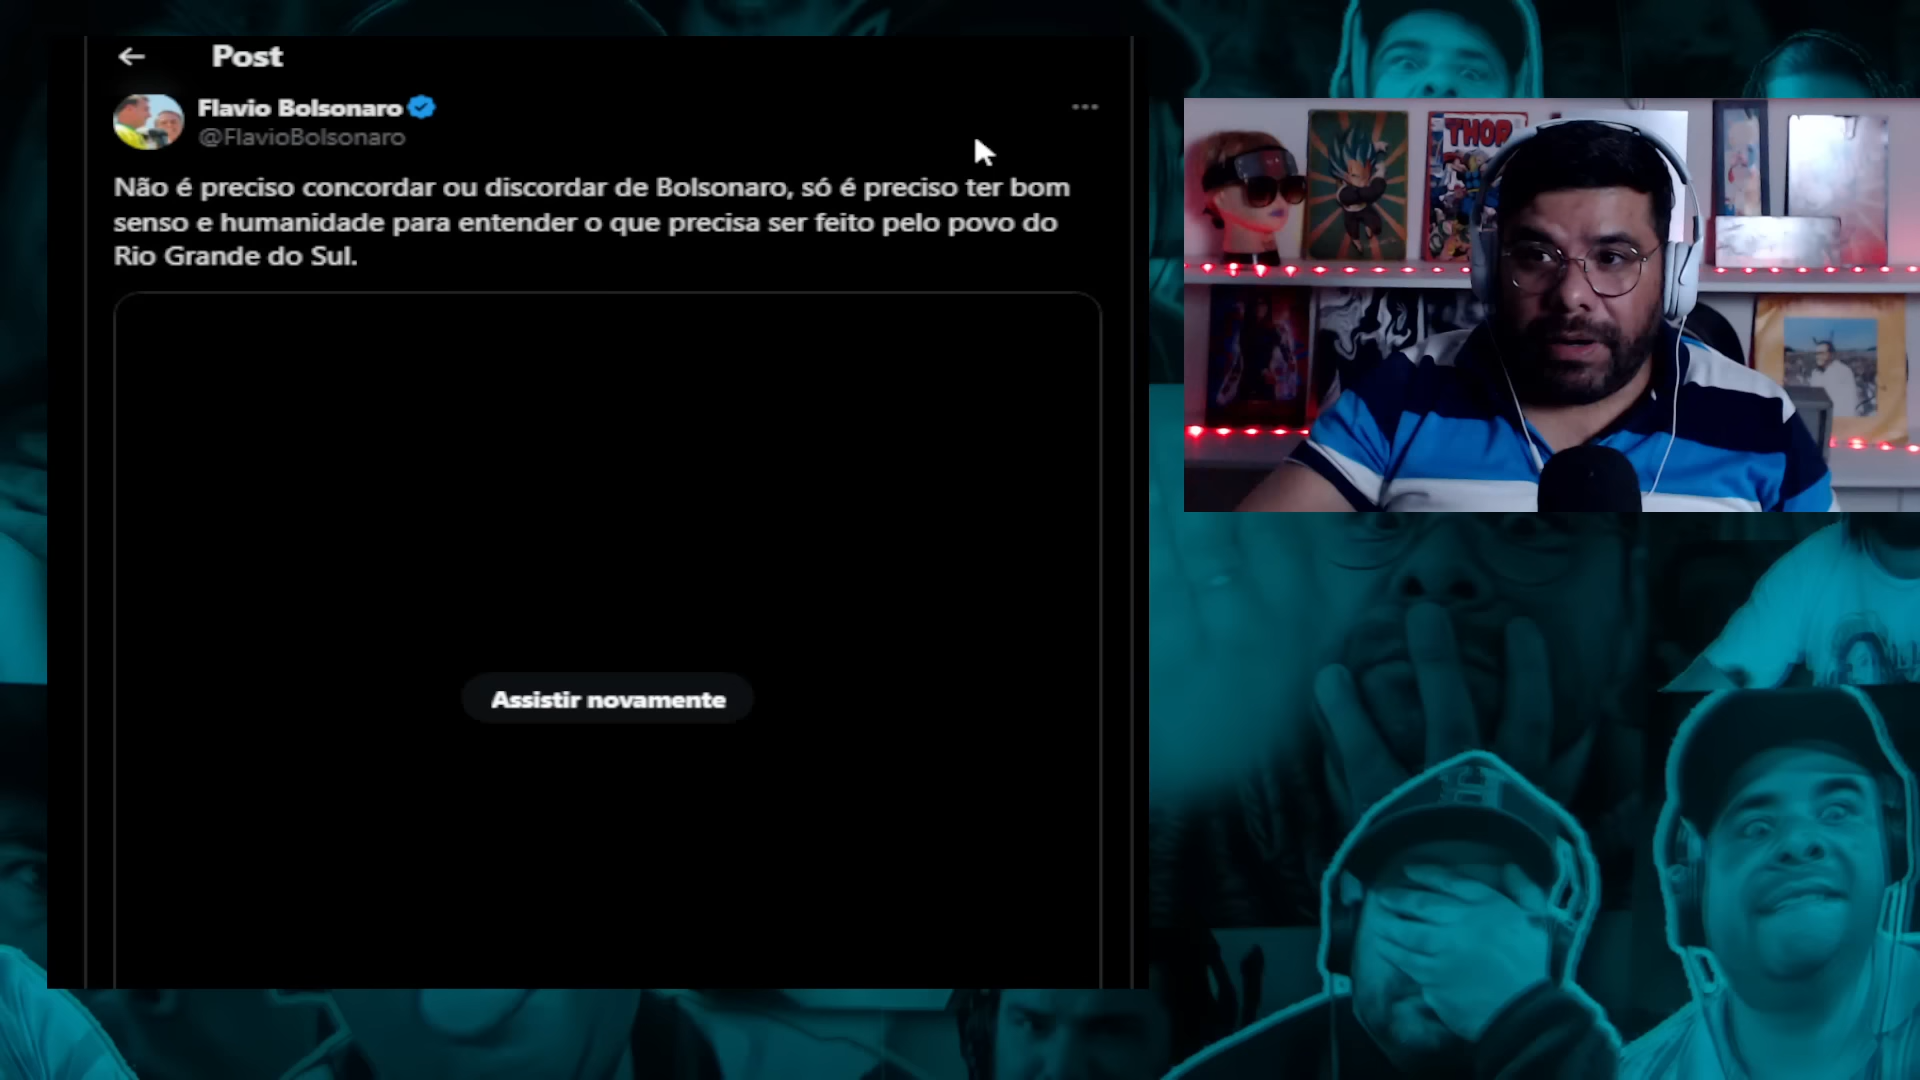 Post
Flavio Bolsonaro
@FlavioBolsonaro
Não é preciso concordar ou discordar de Bolsonaro, só é preciso ter bom
senso e humanidade para entender o que precisa ser feito pelo povo do
Rio Grande do Sul.
Assistir novamente
THOR